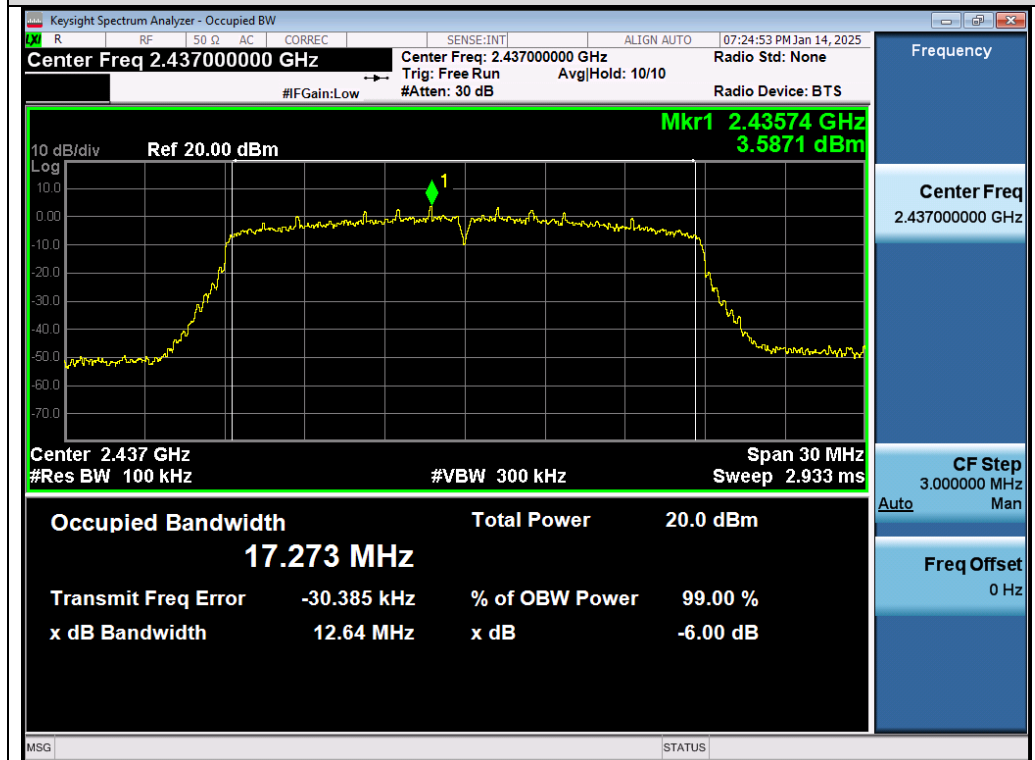 Keysight Spectrum Analyzer - Occupied BW
LXI R RF 50 Ω AC CORREC SENSE:INT ALIGN AUTO 07:24:53 PM Jan 14, 2025
Center Freq 2.437000000 GHz
Center Freq: 2.437000000 GHz
Radio Std: None
Trig: Free Run Avg|Hold: 10/10
#IFGain:Low
#Atten: 30 dB
Radio Device: BTS
Frequency
Mkr1 2.43574 GHz
3.5871 dBm
10 dB/div Ref 20.00 dBm
Log
10.0
0.00
-10.0
-20.0
-30.0
-40.0
-50.0
-60.0
-70.0
1
Center 2.437 GHz
Span 30 MHz
#Res BW 100 kHz
#VBW 300 kHz
Sweep 2.933 ms
Center Freq
2.437000000 GHz
CF Step
3.000000 MHz
Auto Man
Freq Offset
0 Hz
Occupied Bandwidth
17.273 MHz
Total Power 20.0 dBm
Transmit Freq Error -30.385 kHz
% of OBW Power 99.00 %
x dB Bandwidth 12.64 MHz
x dB -6.00 dB
MSG
STATUS